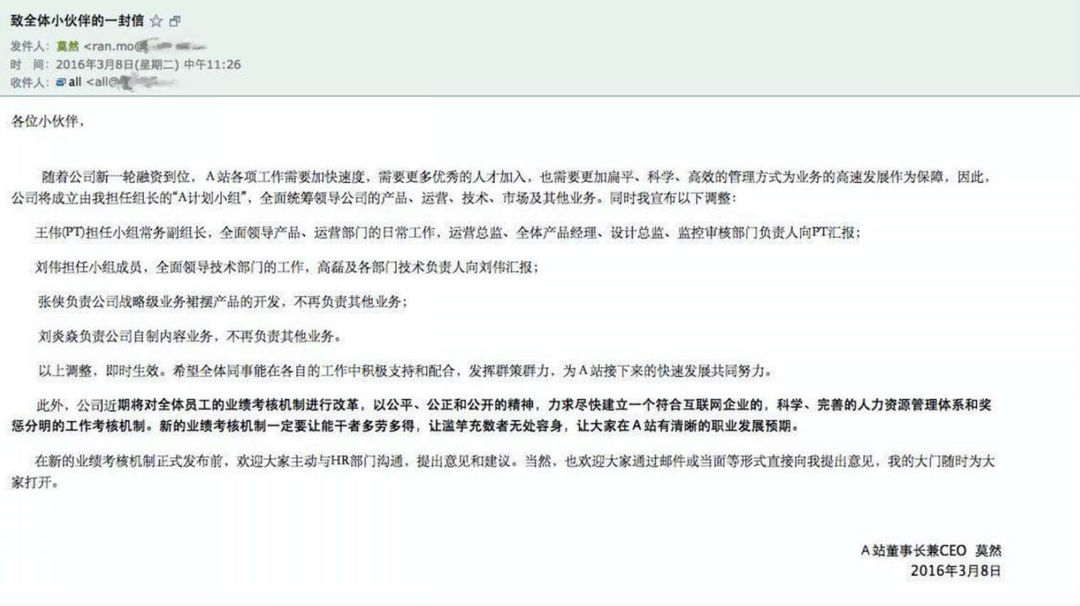 致全体小伙伴的一封信
发件人：莫然 <ran.mo@
时 间：2016年3月8日(星期二) 中午11:26
收件人：all <all@
各位小伙伴，
随着公司新一轮融资到位，A站各项工作需要加快速度，需要更多优秀的人才加入，也需要更加扁平、科学、高效的管理方式为业务的高速发展作为保障，因此，
公司将成立由我担任组长的“A计划小组”，全面统筹领导公司的产品、运营、技术、市场及其他业务。同时我宣布以下调整：
王伟(PT)担任小组常务副组长，全面领导产品、运营部门的日常工作，运营总监、全体产品经理、设计总监、监控审核部门负责人向PT汇报；
刘伟担任小组成员，全面领导技术部门的工作，高磊及各部门技术负责人向刘伟汇报；
张侠负责公司战略级业务裙摆产品的开发，不再负责其他业务；
刘炎焱负责公司自制内容业务，不再负责其他业务。
以上调整，即时生效。希望全体同事能在各自的工作中积极支持和配合，发挥群策群力，为A站接下来的快速发展共同努力。
此外，公司近期将对全体员工的业绩考核机制进行改革，以公平、公正和公开的精神，力求尽快建立一个符合互联网企业的，科学、完善的人力资源管理体系和奖
惩分明的工作考核机制。新的业绩考核机制一定要让能干者多劳多得，让滥竽充数者无处容身，让大家在A站有清晰的职业发展预期。
在新的业绩考核机制正式发布前，欢迎大家主动与HR部门沟通，提出意见和建议。当然，也欢迎大家通过邮件或当面等形式直接向我提出意见，我的大门随时为大
家打开。
A站董事长兼CEO 莫然
2016年3月8日